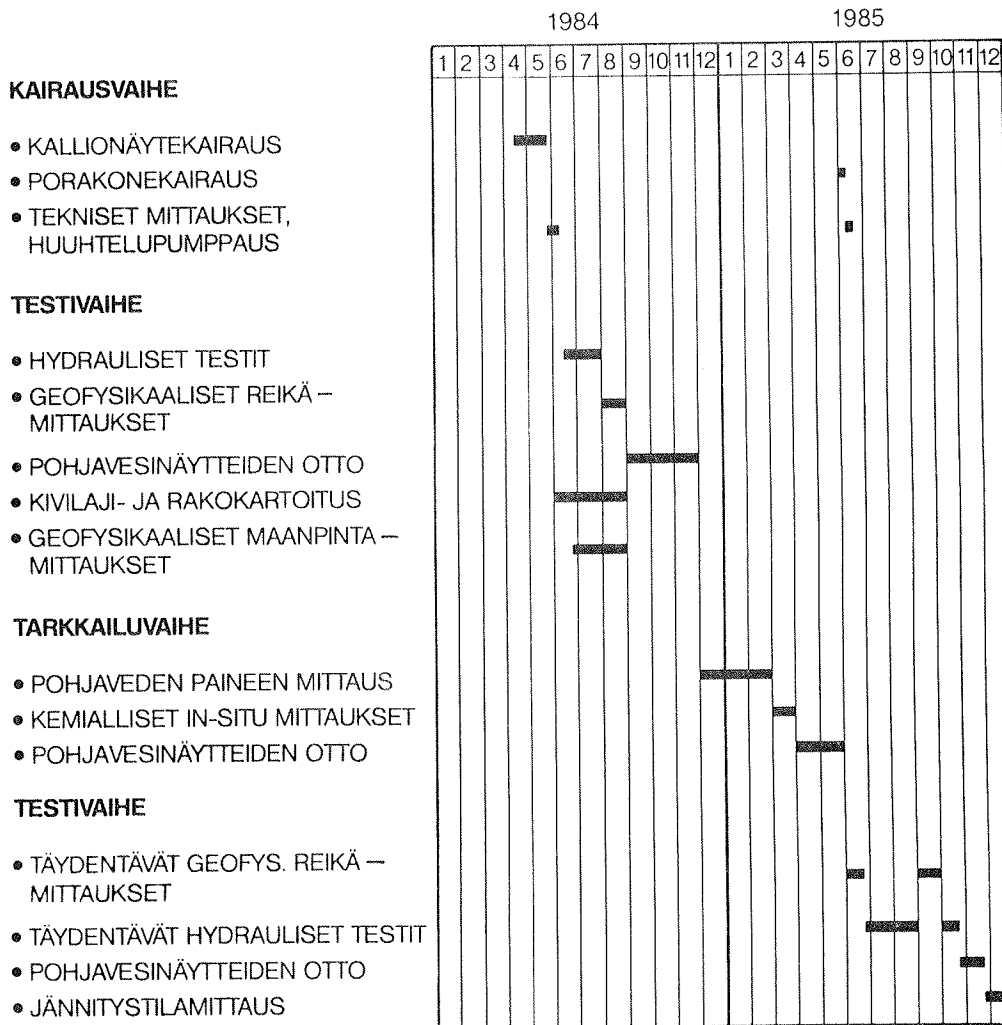 1984 1985
1 2 3 4 5 6 7 8 9 10 11 12 1 2 3 4 5 6 7 8 9 10 11 12
KAIRAUSVAIHE
• KALLIONÄYTEKAIRAUS
• PORAKONEKAIRAUS
• TEKNISET MITTAUKSET,
HUUHTELUPUMPPAUS
TESTIVAIHE
• HYDRAULISET TESTIT
• GEOFYSIKAALISET REIKÄ –
MITTAUKSET
• POHJAVESINÄYTTEIDEN OTTO
• KIVILAJI- JA RAKOKARTOITUS
• GEOFYSIKAALISET MAANPINTA –
MITTAUKSET
TARKKAILUVAIHE
• POHJAVEDEN PAINEEN MITTAUS
• KEMIALLISET IN-SITU MITTAUKSET
• POHJAVESINÄYTTEIDEN OTTO
TESTIVAIHE
• TÄYDENTÄVÄT GEOFYS. REIKÄ –
MITTAUKSET
• TÄYDENTÄVÄT HYDRAULISET TESTIT
• POHJAVESINÄYTTEIDEN OTTO
• JÄNNITYSTILAMITTAUS